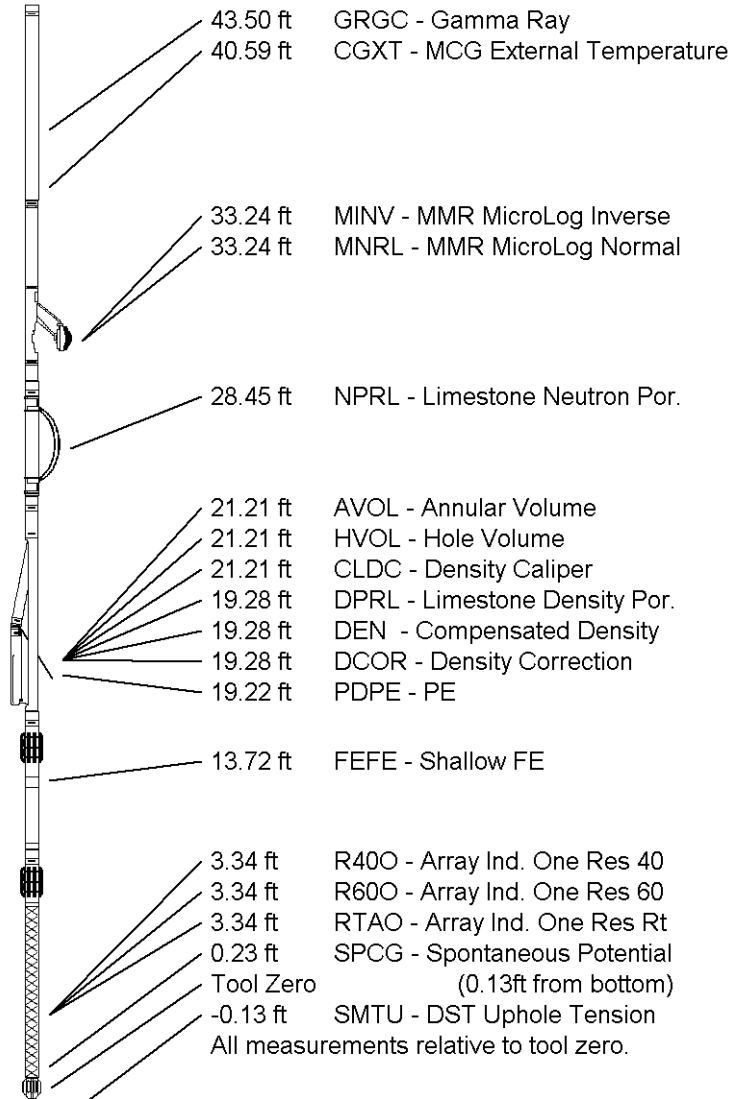 43.50 ft GRGC - Gamma Ray
40.59 ft CGXT - MCG External Temperature
33.24 ft MINV - MMR MicroLog Inverse
33.24 ft MNRL - MMR MicroLog Normal
28.45 ft NPRL - Limestone Neutron Por.
21.21 ft AVOL - Annular Volume
21.21 ft HVOL - Hole Volume
21.21 ft CLDC - Density Caliper
19.28 ft DPRL - Limestone Density Por.
19.28 ft DEN - Compensated Density
19.28 ft DCOR - Density Correction
19.22 ft PDPE - PE
13.72 ft FEFE - Shallow FE
3.34 ft R40O - Array Ind. One Res 40
3.34 ft R60O - Array Ind. One Res 60
3.34 ft RTAO - Array Ind. One Res Rt
0.23 ft SPCG - Spontaneous Potential
Tool Zero (0.13ft from bottom)
-0.13 ft SMTU - DST Uphole Tension
All measurements relative to tool zero.